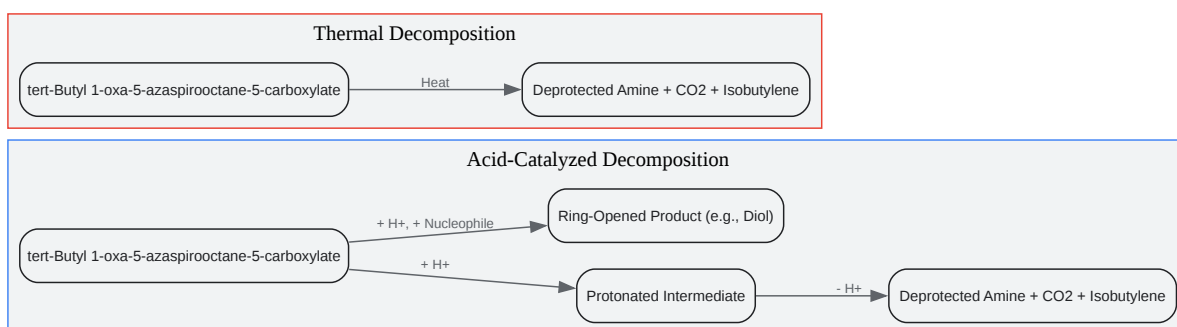 Thermal Decomposition
tert-Butyl 1-oxa-5-azaspirooctane-5-carboxylate
Heat
Deprotected Amine + CO2 + Isobutylene
Acid-Catalyzed Decomposition
tert-Butyl 1-oxa-5-azaspirooctane-5-carboxylate
+ H+, + Nucleophile
Ring-Opened Product (e.g., Diol)
+ H+
Protonated Intermediate
- H+
Deprotected Amine + CO2 + Isobutylene